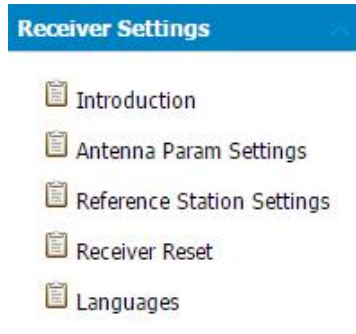 Receiver Settings
Introduction
Antenna Param Settings
Reference Station Settings
Receiver Reset
Languages